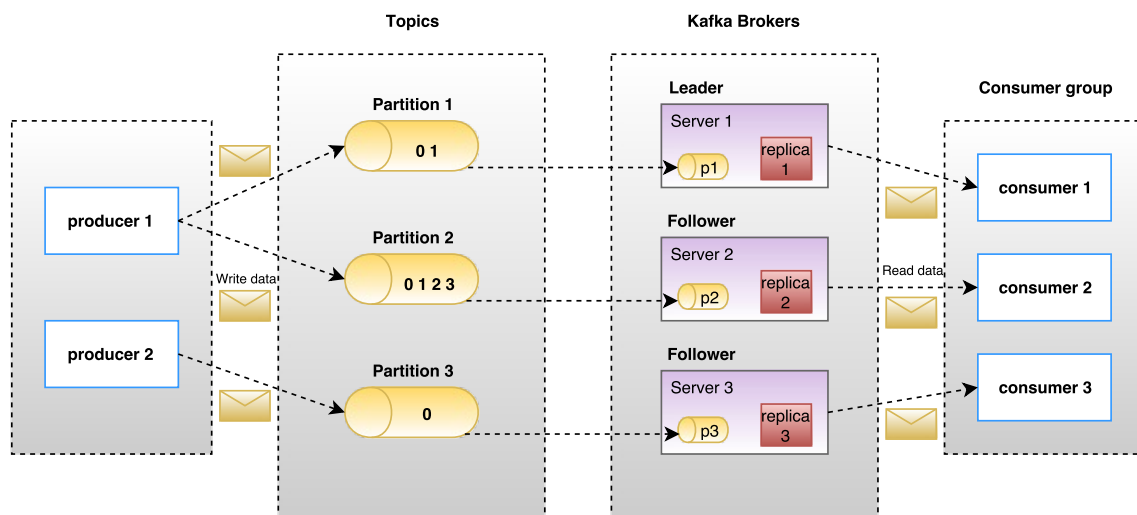 Topics
Kafka Brokers
Consumer group
producer 1
producer 2
Write data
Partition 1
0 1
Partition 2
0 1 2 3
Partition 3
0
Leader
Server 1
p1
replica
1
Follower
Server 2
p2
replica
2
Follower
Server 3
p3
replica
3
Read data
consumer 1
consumer 2
consumer 3